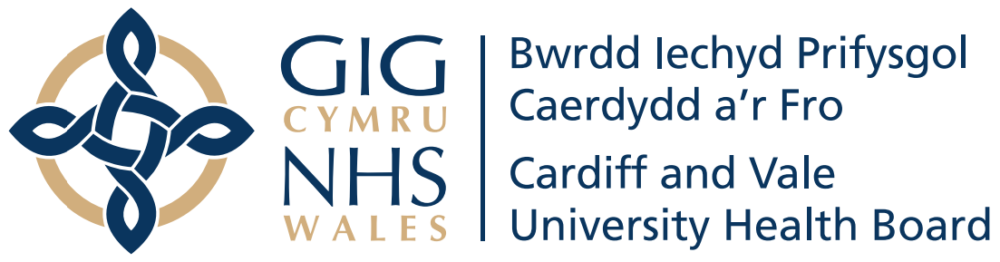 GIG
CYMRU
NHS
WALES
Bwrdd Iechyd Prifysgol
Caerdydd a'r Fro
Cardiff and Vale
University Health Board